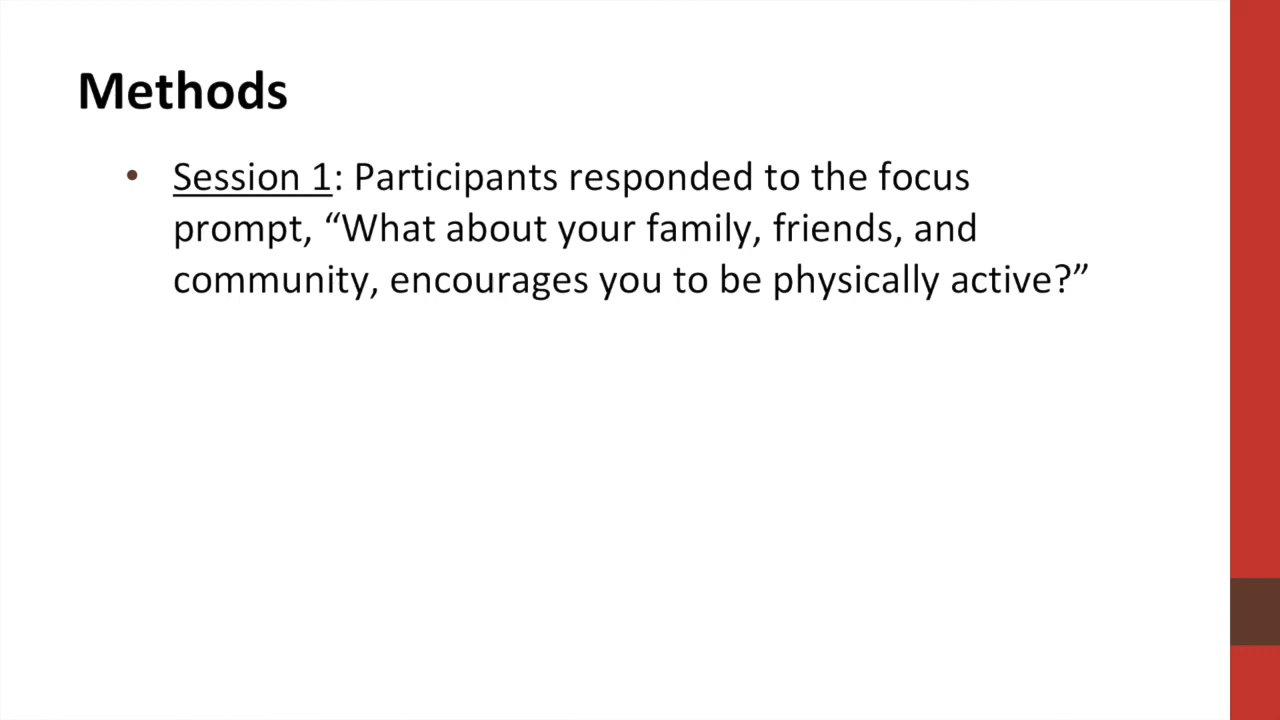 Methods
• Session 1: Participants responded to the focus
prompt, “What about your family, friends, and
community, encourages you to be physically active?”